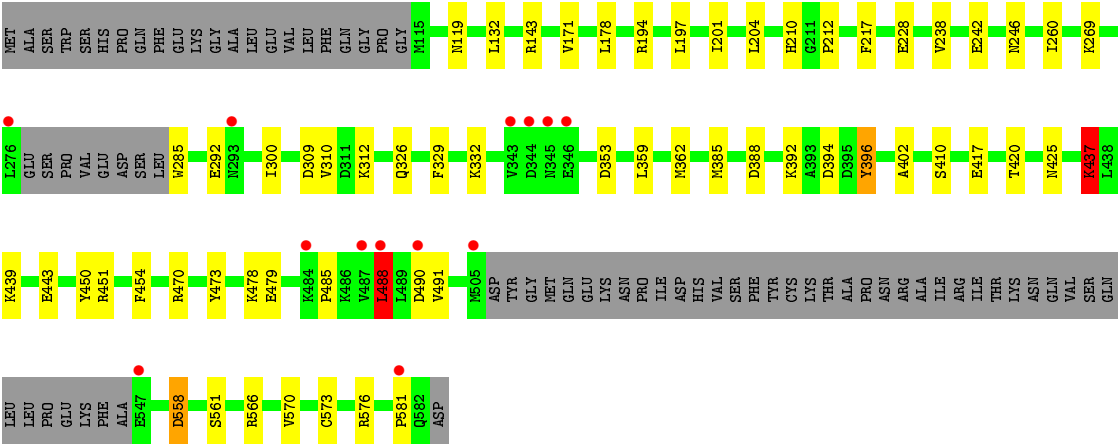 MET ALA SER TRP SER HIS PRO GLN PHE GLU LYS GLY ALA LEU GLU VAL LEU PHE GLN GLY PRO GLY M115 N119 L132 R143 V171 L178 R194 L197 I201 L204 H210 G211 P212 F217 E228 V238 E242 N246 I260 K269
L276 GLU SER PRO VAL GLU ASP SER LEU W285 E292 N293 I300 D309 V310 D311 K312 Q326 F329 K332 V343 D344 N345 E346 D353 L359 M362 M385 D388 K392 A393 D394 D395 Y396 A402 S410 E417 T420 N425 K437 L438
K439 E443 Y450 R451 F454 R470 Y473 K478 E479 K484 P485 K486 V487 L488 L489 D490 V491 M505 ASP TYR GLY MET GLN GLU LYS ASN PRO ILE ASP HIS VAL SER PHE TYR CYS LYS THR ALA PRO ASN ARG ALA ILE ARG ILE THR LYS ASN GLN VAL SER GLN
LEU LEU PRO GLU LYS PHE ALA E547 D558 S561 R566 V570 C573 R576 P581 Q582 ASP